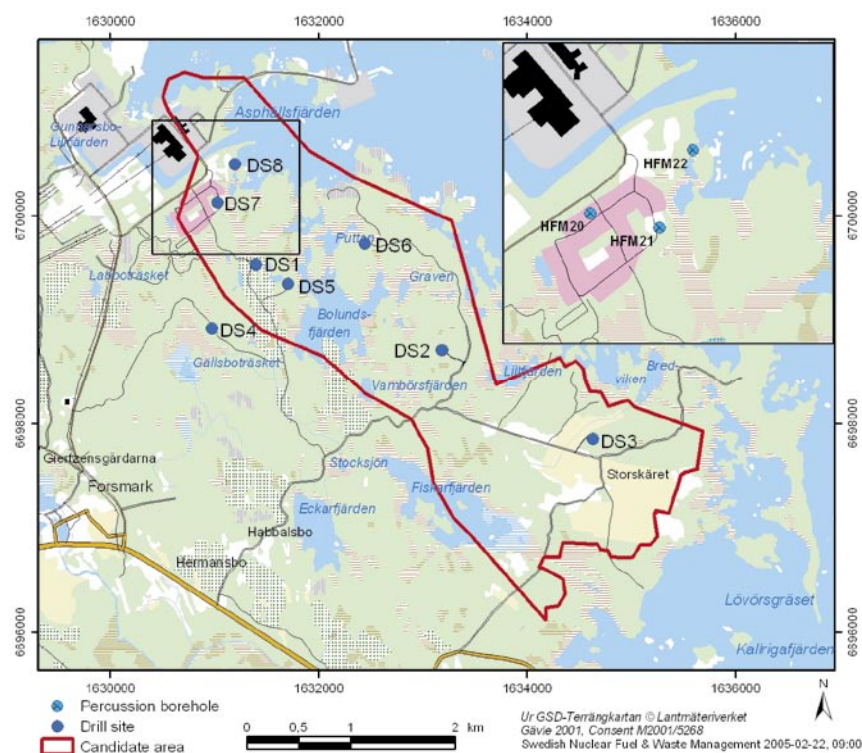 1630000 1632000 1634000 1636000
Asphällsfjärden
Lillfjärden
DS8
HFM22
DS7
HFM20
HFM21
6700000 6700000
Puttan
DS6
Labboträsket
DS1
Graven
DS5
Bolunds-
fjärden
DS4
DS2
Gällsboträsket
Lillfjärden
Bred-
viken
Vambörsfjärden
6698000 6698000
DS3
Stocksjön
Storskäret
Forsmark
Fiskarfjärden
Eckarfjärden
Habbalsbo
Hermansbo
Lövörsgräset
6696000 6696000
Kallrigafjärden
1630000 1632000 1634000 1636000
N
Percussion borehole
Drill site
Candidate area
0 0,5 1 2 km
Ur GSD-Terrängkartan © Lantmäteriverket
Gävle 2001, Consent M2001/5268
Swedish Nuclear Fuel & Waste Management 2005-02-22, 09:00